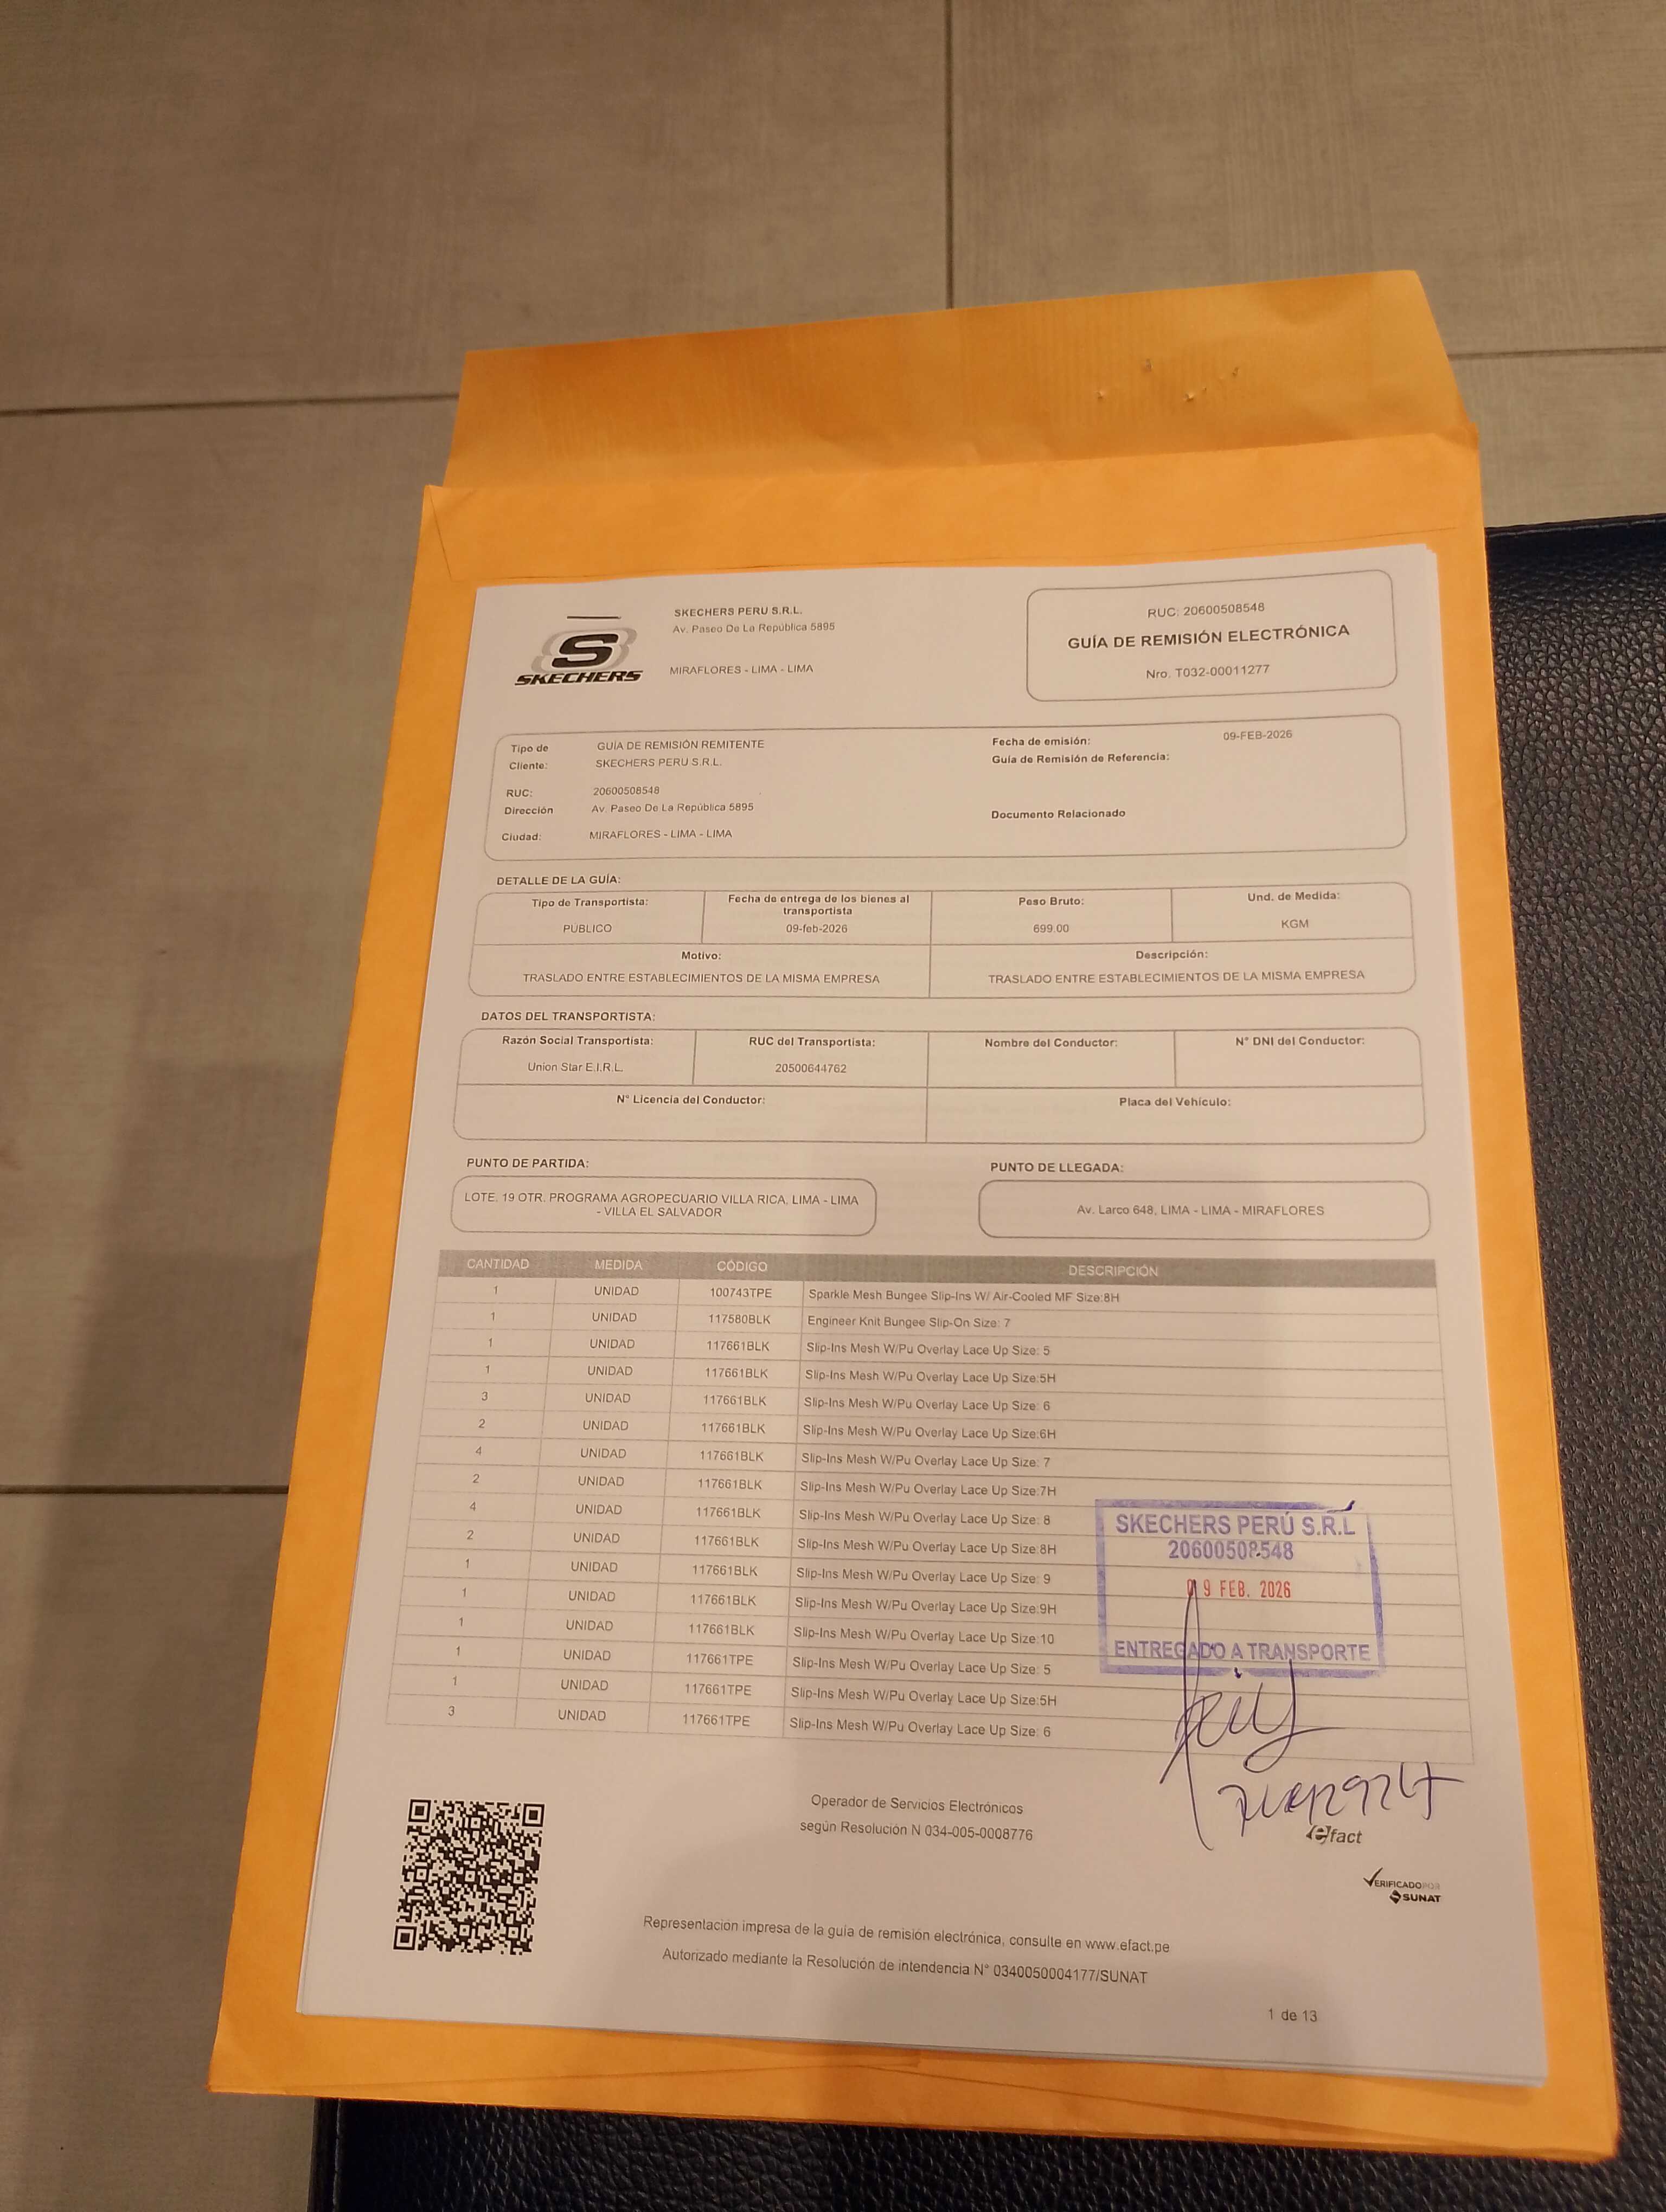 SKECHERS
SKECHERS PERU S.R.L.
Av. Paseo De La República 5895
MIRAFLORES - LIMA - LIMA
RUC: 20600508548
GUÍA DE REMISIÓN ELECTRÓNICA
Nro. T032-00011277
Tipo de GUÍA DE REMISIÓN REMITENTE
Cliente: SKECHERS PERU S.R.L.
RUC: 20600508548
Dirección Av. Paseo De La República 5895
Ciudad: MIRAFLORES - LIMA - LIMA
Fecha de emisión: 09-FEB-2026
Guía de Remisión de Referencia:
Documento Relacionado
DETALLE DE LA GUÍA:
Tipo de Transportista: Fecha de entrega de los bienes al Peso Bruto: Und. de Medida:
transportista
PÚBLICO 09-feb-2026 699.00 KGM
Motivo: Descripción:
TRASLADO ENTRE ESTABLECIMIENTOS DE LA MISMA EMPRESA TRASLADO ENTRE ESTABLECIMIENTOS DE LA MISMA EMPRESA
DATOS DEL TRANSPORTISTA:
Razón Social Transportista: RUC del Transportista: Nombre del Conductor: N° DNI del Conductor:
Union Star E.I.R.L. 20500644762
N° Licencia del Conductor: Placa del Vehículo:
PUNTO DE PARTIDA: PUNTO DE LLEGADA:
LOTE. 19 OTR. PROGRAMA AGROPECUARIO VILLA RICA, LIMA - LIMA
- VILLA EL SALVADOR
Av. Larco 648, LIMA - LIMA - MIRAFLORES
CANTIDAD MEDIDA CÓDIGO DESCRIPCIÓN
1 UNIDAD 100743TPE Sparkle Mesh Bungee Slip-Ins W/ Air-Cooled MF Size:8H
1 UNIDAD 117580BLK Engineer Knit Bungee Slip-On Size: 7
1 UNIDAD 117661BLK Slip-Ins Mesh W/Pu Overlay Lace Up Size: 5
1 UNIDAD 117661BLK Slip-Ins Mesh W/Pu Overlay Lace Up Size:5H
3 UNIDAD 117661BLK Slip-Ins Mesh W/Pu Overlay Lace Up Size: 6
2 UNIDAD 117661BLK Slip-Ins Mesh W/Pu Overlay Lace Up Size:6H
4 UNIDAD 117661BLK Slip-Ins Mesh W/Pu Overlay Lace Up Size: 7
2 UNIDAD 117661BLK Slip-Ins Mesh W/Pu Overlay Lace Up Size:7H
4 UNIDAD 117661BLK Slip-Ins Mesh W/Pu Overlay Lace Up Size: 8
2 UNIDAD 117661BLK Slip-Ins Mesh W/Pu Overlay Lace Up Size:8H
1 UNIDAD 117661BLK Slip-Ins Mesh W/Pu Overlay Lace Up Size: 9
1 UNIDAD 117661BLK Slip-Ins Mesh W/Pu Overlay Lace Up Size:9H
1 UNIDAD 117661BLK Slip-Ins Mesh W/Pu Overlay Lace Up Size:10
1 UNIDAD 117661TPE Slip-Ins Mesh W/Pu Overlay Lace Up Size: 5
1 UNIDAD 117661TPE Slip-Ins Mesh W/Pu Overlay Lace Up Size:5H
3 UNIDAD 117661TPE Slip-Ins Mesh W/Pu Overlay Lace Up Size: 6
SKECHERS PERÚ S.R.L
20600508548
09 FEB. 2026
ENTREGADO A TRANSPORTE
Operador de Servicios Electrónicos
según Resolución N 034-005-0008776
efact
VERIFICADO POR
SUNAT
Representación impresa de la guía de remisión electrónica, consulte en www.efact.pe
Autorizado mediante la Resolución de intendencia N° 0340050004177/SUNAT
1 de 13